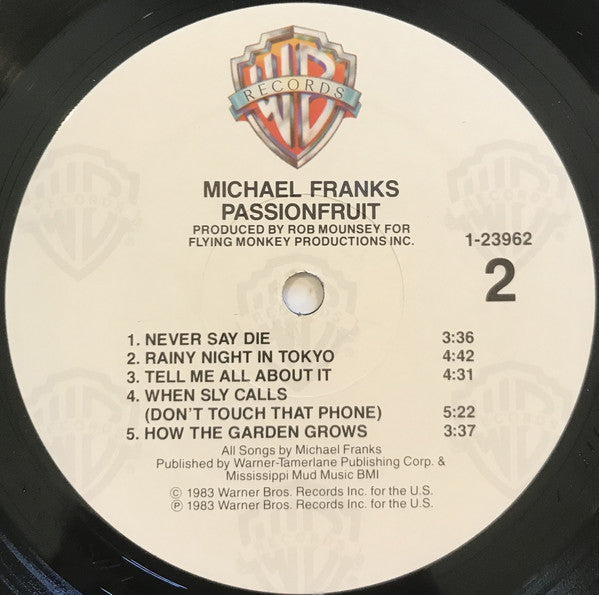 RECORDS
MICHAEL FRANKS
PASSIONFRUIT
PRODUCED BY ROB MOUNSEY FOR
FLYING MONKEY PRODUCTIONS INC.
1-23962
2
1. NEVER SAY DIE 3:36
2. RAINY NIGHT IN TOKYO 4:42
3. TELL ME ALL ABOUT IT 4:31
4. WHEN SLY CALLS
(DON'T TOUCH THAT PHONE) 5:22
5. HOW THE GARDEN GROWS 3:37
All Songs by Michael Franks
Published by Warner-Tamerlane Publishing Corp. &
Mississippi Mud Music BMI
© 1983 Warner Bros. Records Inc. for the U.S.
℗ 1983 Warner Bros. Records Inc. for the U.S.